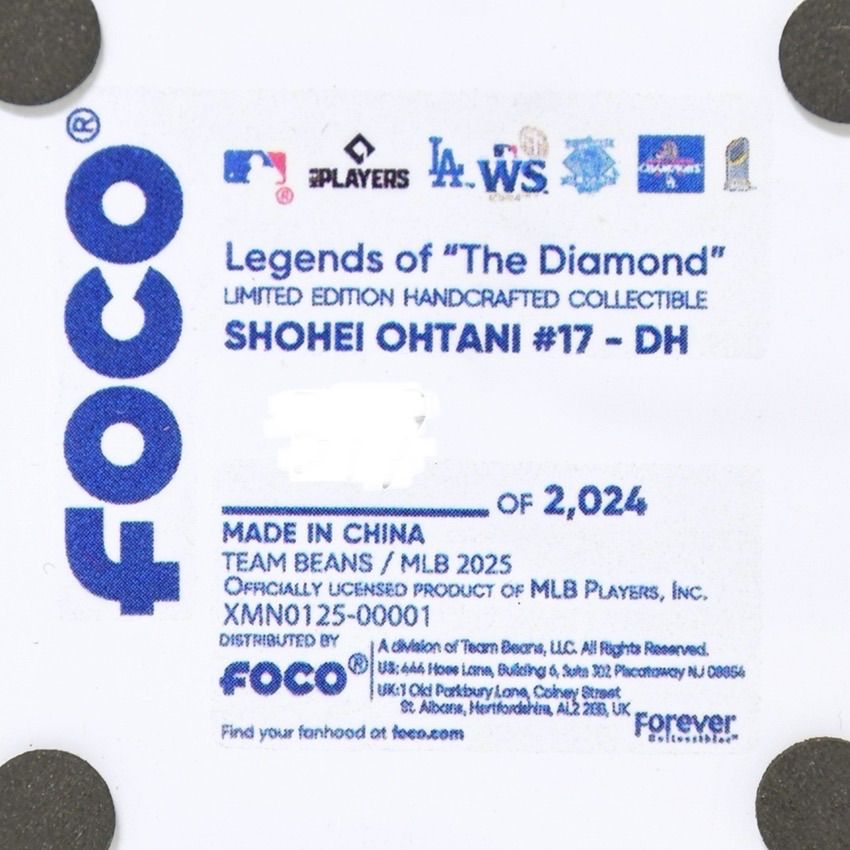 FOCO®
MLB PLAYERS LA WS CHAMPIONS
Legends of “The Diamond”
LIMITED EDITION HANDCRAFTED COLLECTIBLE
SHOHEI OHTANI #17 - DH
OF 2,024
MADE IN CHINA
TEAM BEANS / MLB 2025
OFFICIALLY LICENSED PRODUCT OF MLB PLAYERS, INC.
XMN0125-00001
DISTRIBUTED BY
FOCO®
A division of Team Beans, LLC. All Rights Reserved.
US: 444 Hoes Lane, Building 6, Suite 302 Piscataway NJ 08854
UK:1 Old Parkbury Lane, Colney Street
St. Albans, Hertfordshire, AL2 2EB, UK
Find your fanhood at foco.com
Forever
Collectibles™